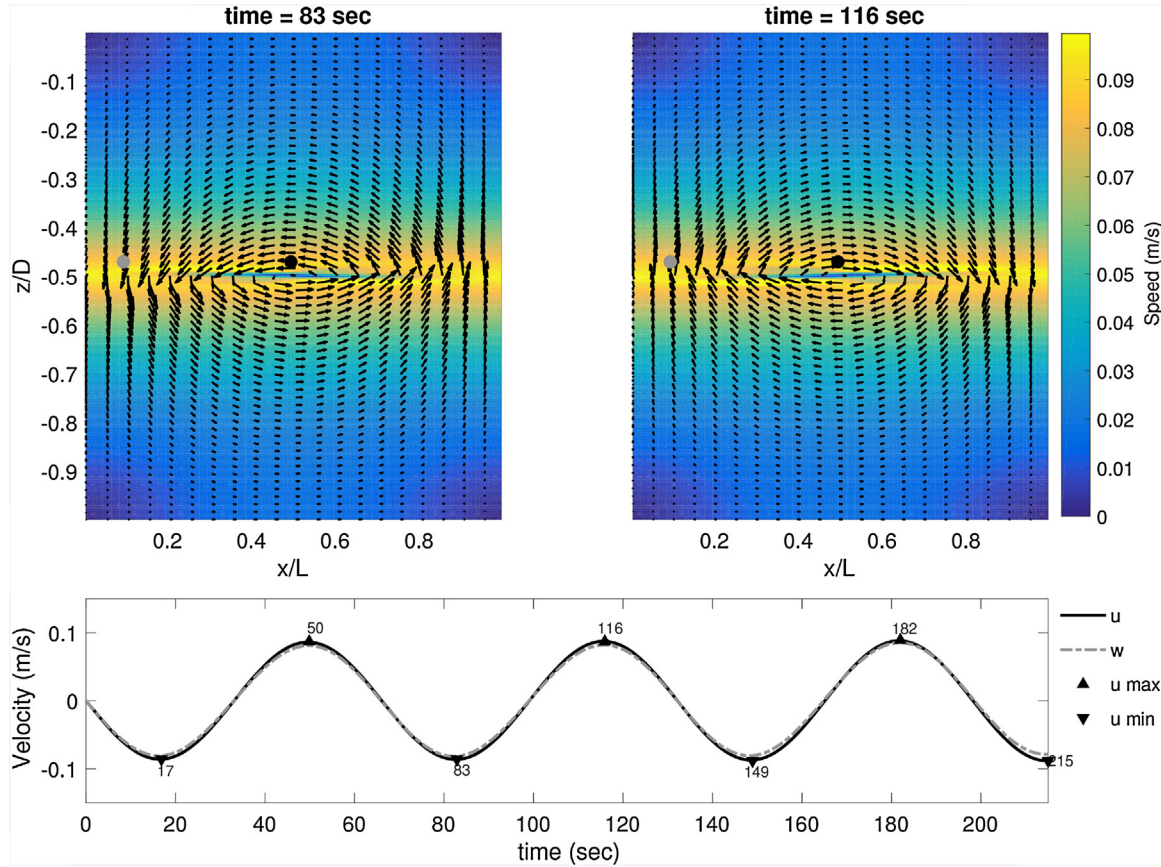 time = 83 sec
time = 116 sec
z/D
-0.1
-0.2
-0.3
-0.4
-0.5
-0.6
-0.7
-0.8
-0.9
0.2 0.4 0.6 0.8
x/L
0.2 0.4 0.6 0.8
x/L
0.09
0.08
0.07
0.06
0.05
0.04
0.03
0.02
0.01
0
Speed (m/s)
Velocity (m/s)
0.1
0
-0.1
50
116
182
17
83
149
215
0 20 40 60 80 100 120 140 160 180 200
time (sec)
u
w
u max
u min